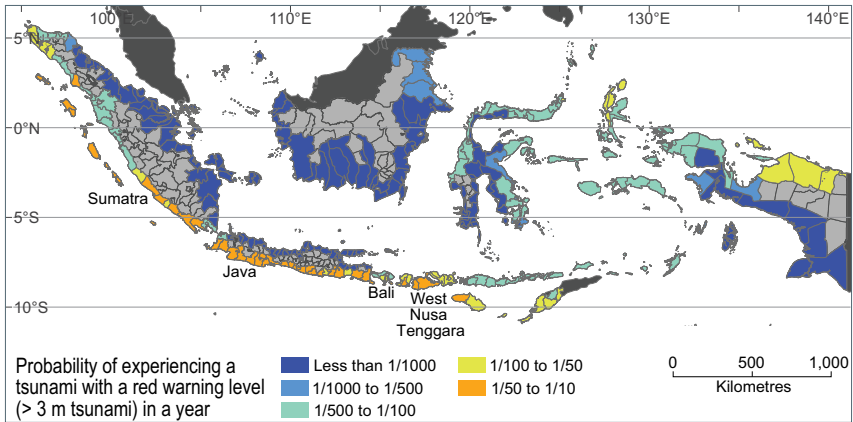 100°E 110°E 120°E 130°E 140°E
5°N
0°N
5°S
10°S
Sumatra
Java
Bali
West
Nusa
Tenggara
Probability of experiencing a
tsunami with a red warning level
(> 3 m tsunami) in a year
Less than 1/1000
1/1000 to 1/500
1/500 to 1/100
1/100 to 1/50
1/50 to 1/10
0 500 1,000
Kilometres